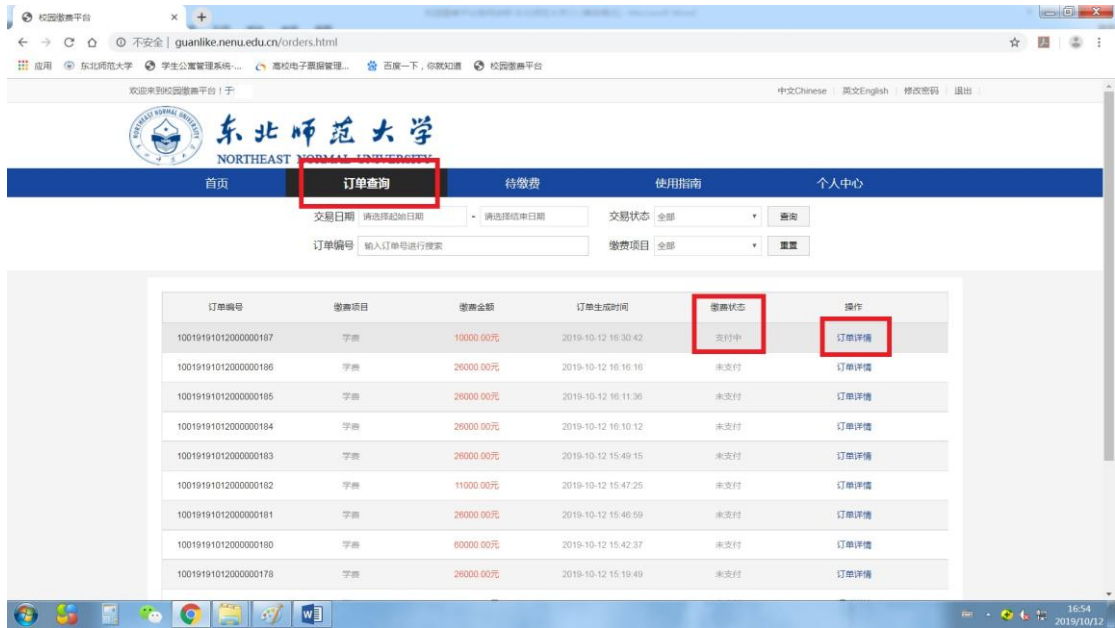 校园缴费平台
不安全 | guanlike.nenu.edu.cn/orders.html
应用 东北师范大学 学生公寓管理系统-... 高校电子票据管理... 百度一下，你就知道 校园缴费平台
欢迎来到校园缴费平台！于 中文Chinese 英文English 修改密码 退出
东北师范大学
NORTHEAST NORMAL UNIVERSITY
首页 订单查询 待缴费 使用指南 个人中心
交易日期 请选择起始日期 - 请选择结束日期 交易状态 全部 查询
订单编号 输入订单号进行搜索 缴费项目 全部 重置
订单编号 缴费项目 缴费金额 订单生成时间 缴费状态 操作
10019191012000000187 学费 10000.00元 2019-10-12 16:30:42 支付中 订单详情
10019191012000000186 学费 26000.00元 2019-10-12 16:16:16 未支付 订单详情
10019191012000000185 学费 26000.00元 2019-10-12 16:11:36 未支付 订单详情
10019191012000000184 学费 26000.00元 2019-10-12 16:10:12 未支付 订单详情
10019191012000000183 学费 26000.00元 2019-10-12 15:49:15 未支付 订单详情
10019191012000000182 学费 11000.00元 2019-10-12 15:47:25 未支付 订单详情
10019191012000000181 学费 26000.00元 2019-10-12 15:46:59 未支付 订单详情
10019191012000000180 学费 60000.00元 2019-10-12 15:42:37 未支付 订单详情
10019191012000000178 学费 26000.00元 2019-10-12 15:19:49 未支付 订单详情
16:54
2019/10/12